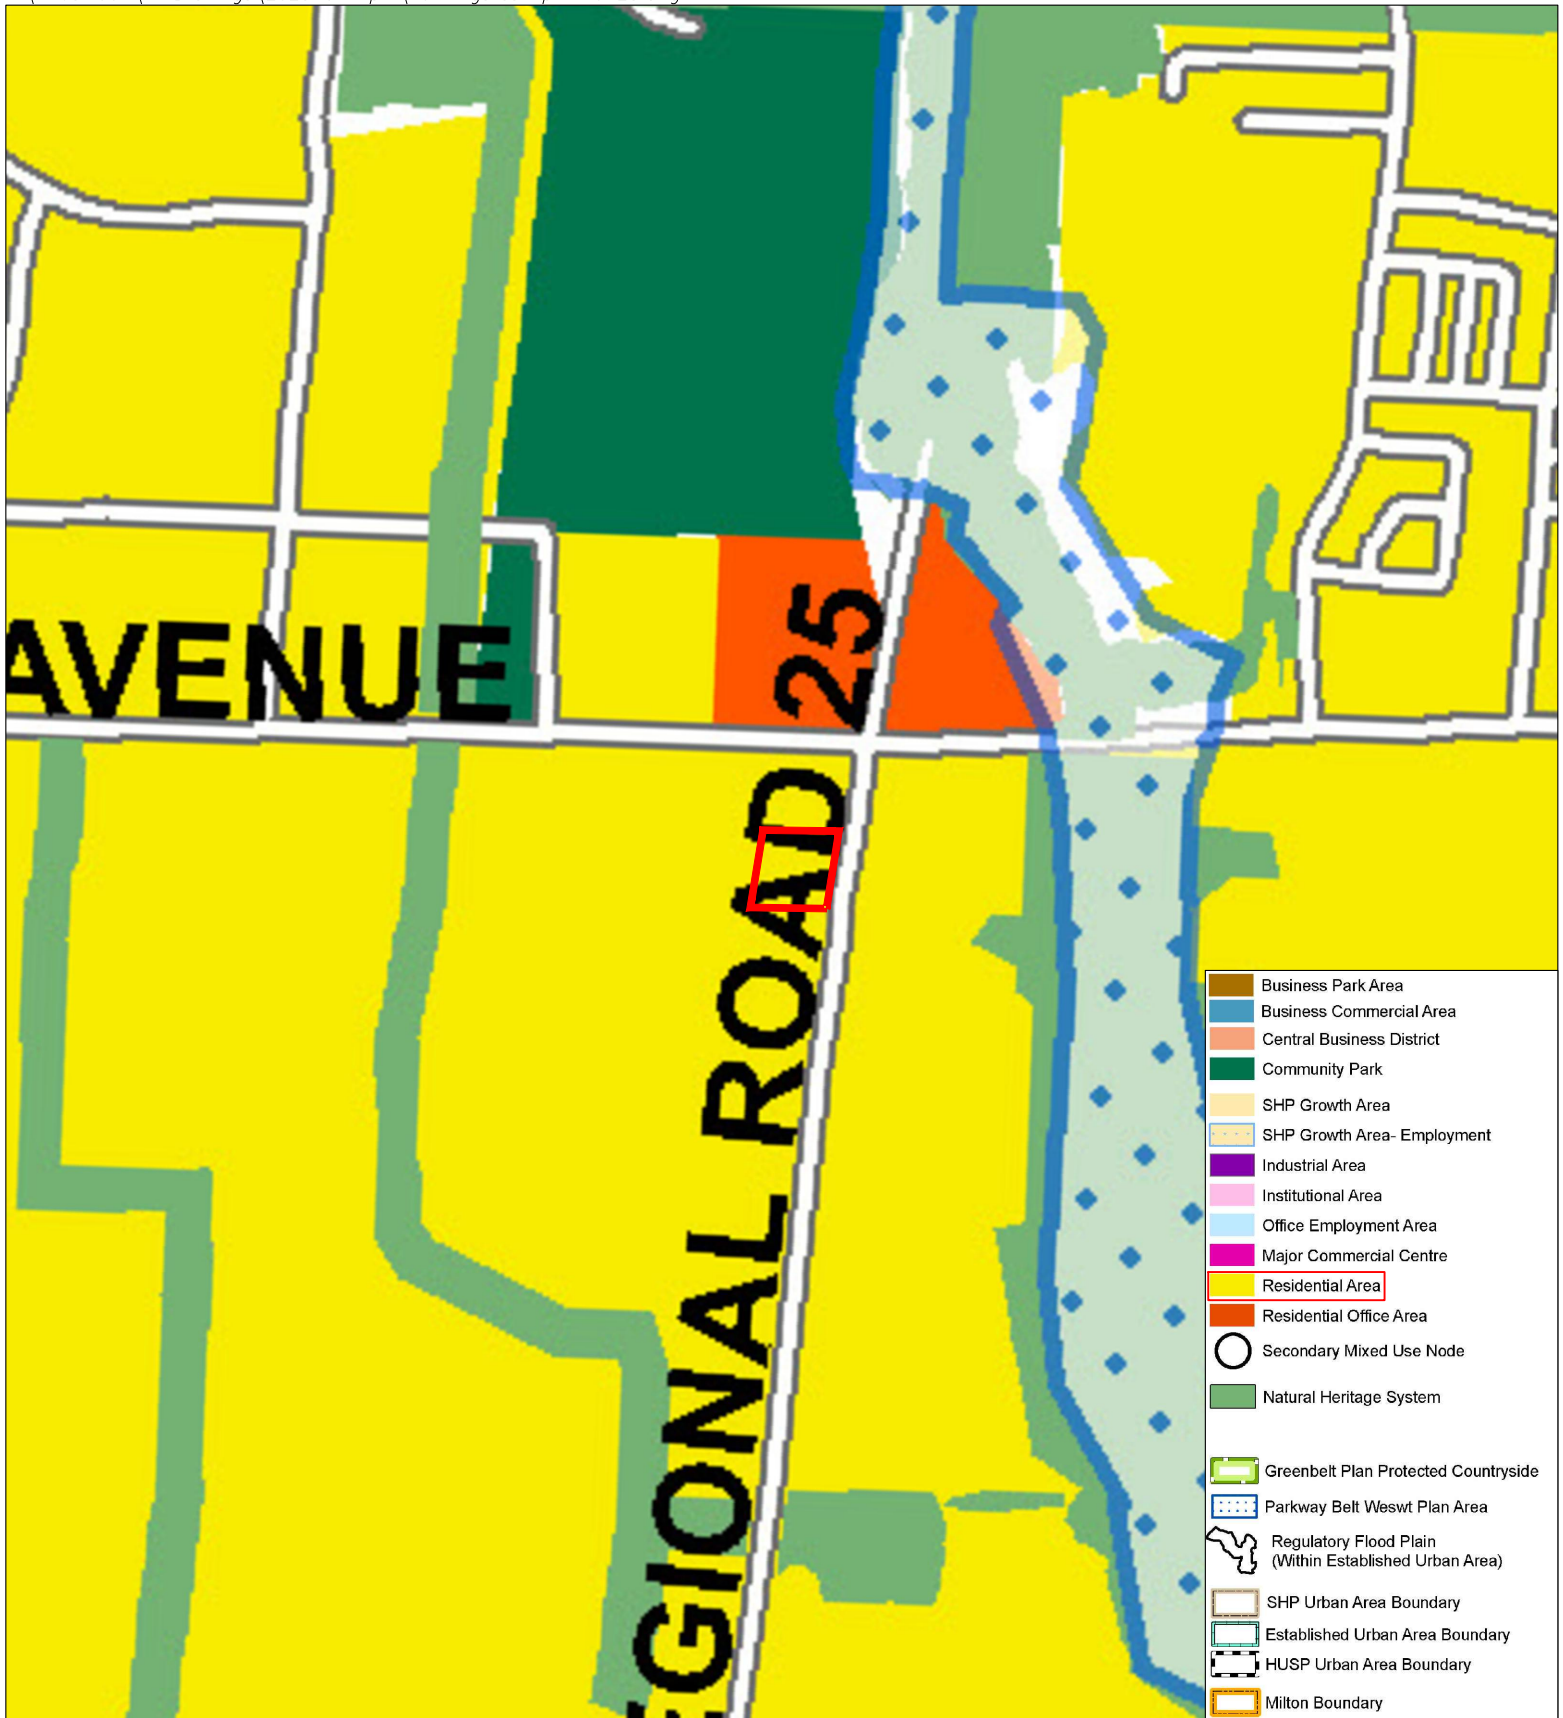 AVENUE
25
REGIONAL ROAD
Business Park Area
Business Commercial Area
Central Business District
Community Park
SHP Growth Area
SHP Growth Area- Employment
Industrial Area
Institutional Area
Office Employment Area
Major Commercial Centre
Residential Area
Residential Office Area
Secondary Mixed Use Node
Natural Heritage System
Greenbelt Plan Protected Countryside
Parkway Belt Weswt Plan Area
Regulatory Flood Plain
(Within Established Urban Area)
SHP Urban Area Boundary
Established Urban Area Boundary
HUSP Urban Area Boundary
Milton Boundary